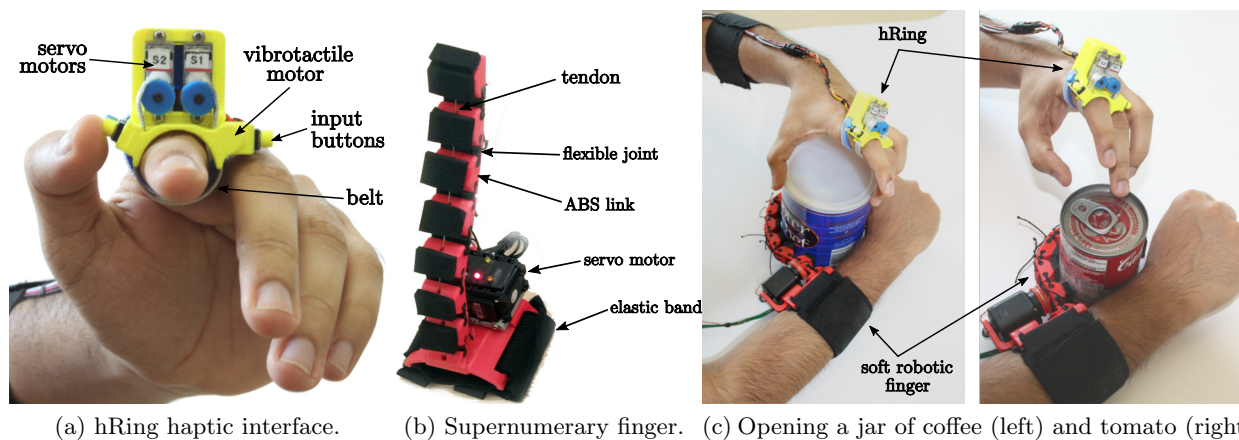 servo
motors
S2
S1
vibrotactile
motor
input
buttons
belt
tendon
flexible joint
ABS link
servo motor
elastic band
hRing
soft robotic
finger
(a) hRing haptic interface.
(b) Supernumerary finger.
(c) Opening a jar of coffee (left) and tomato (right